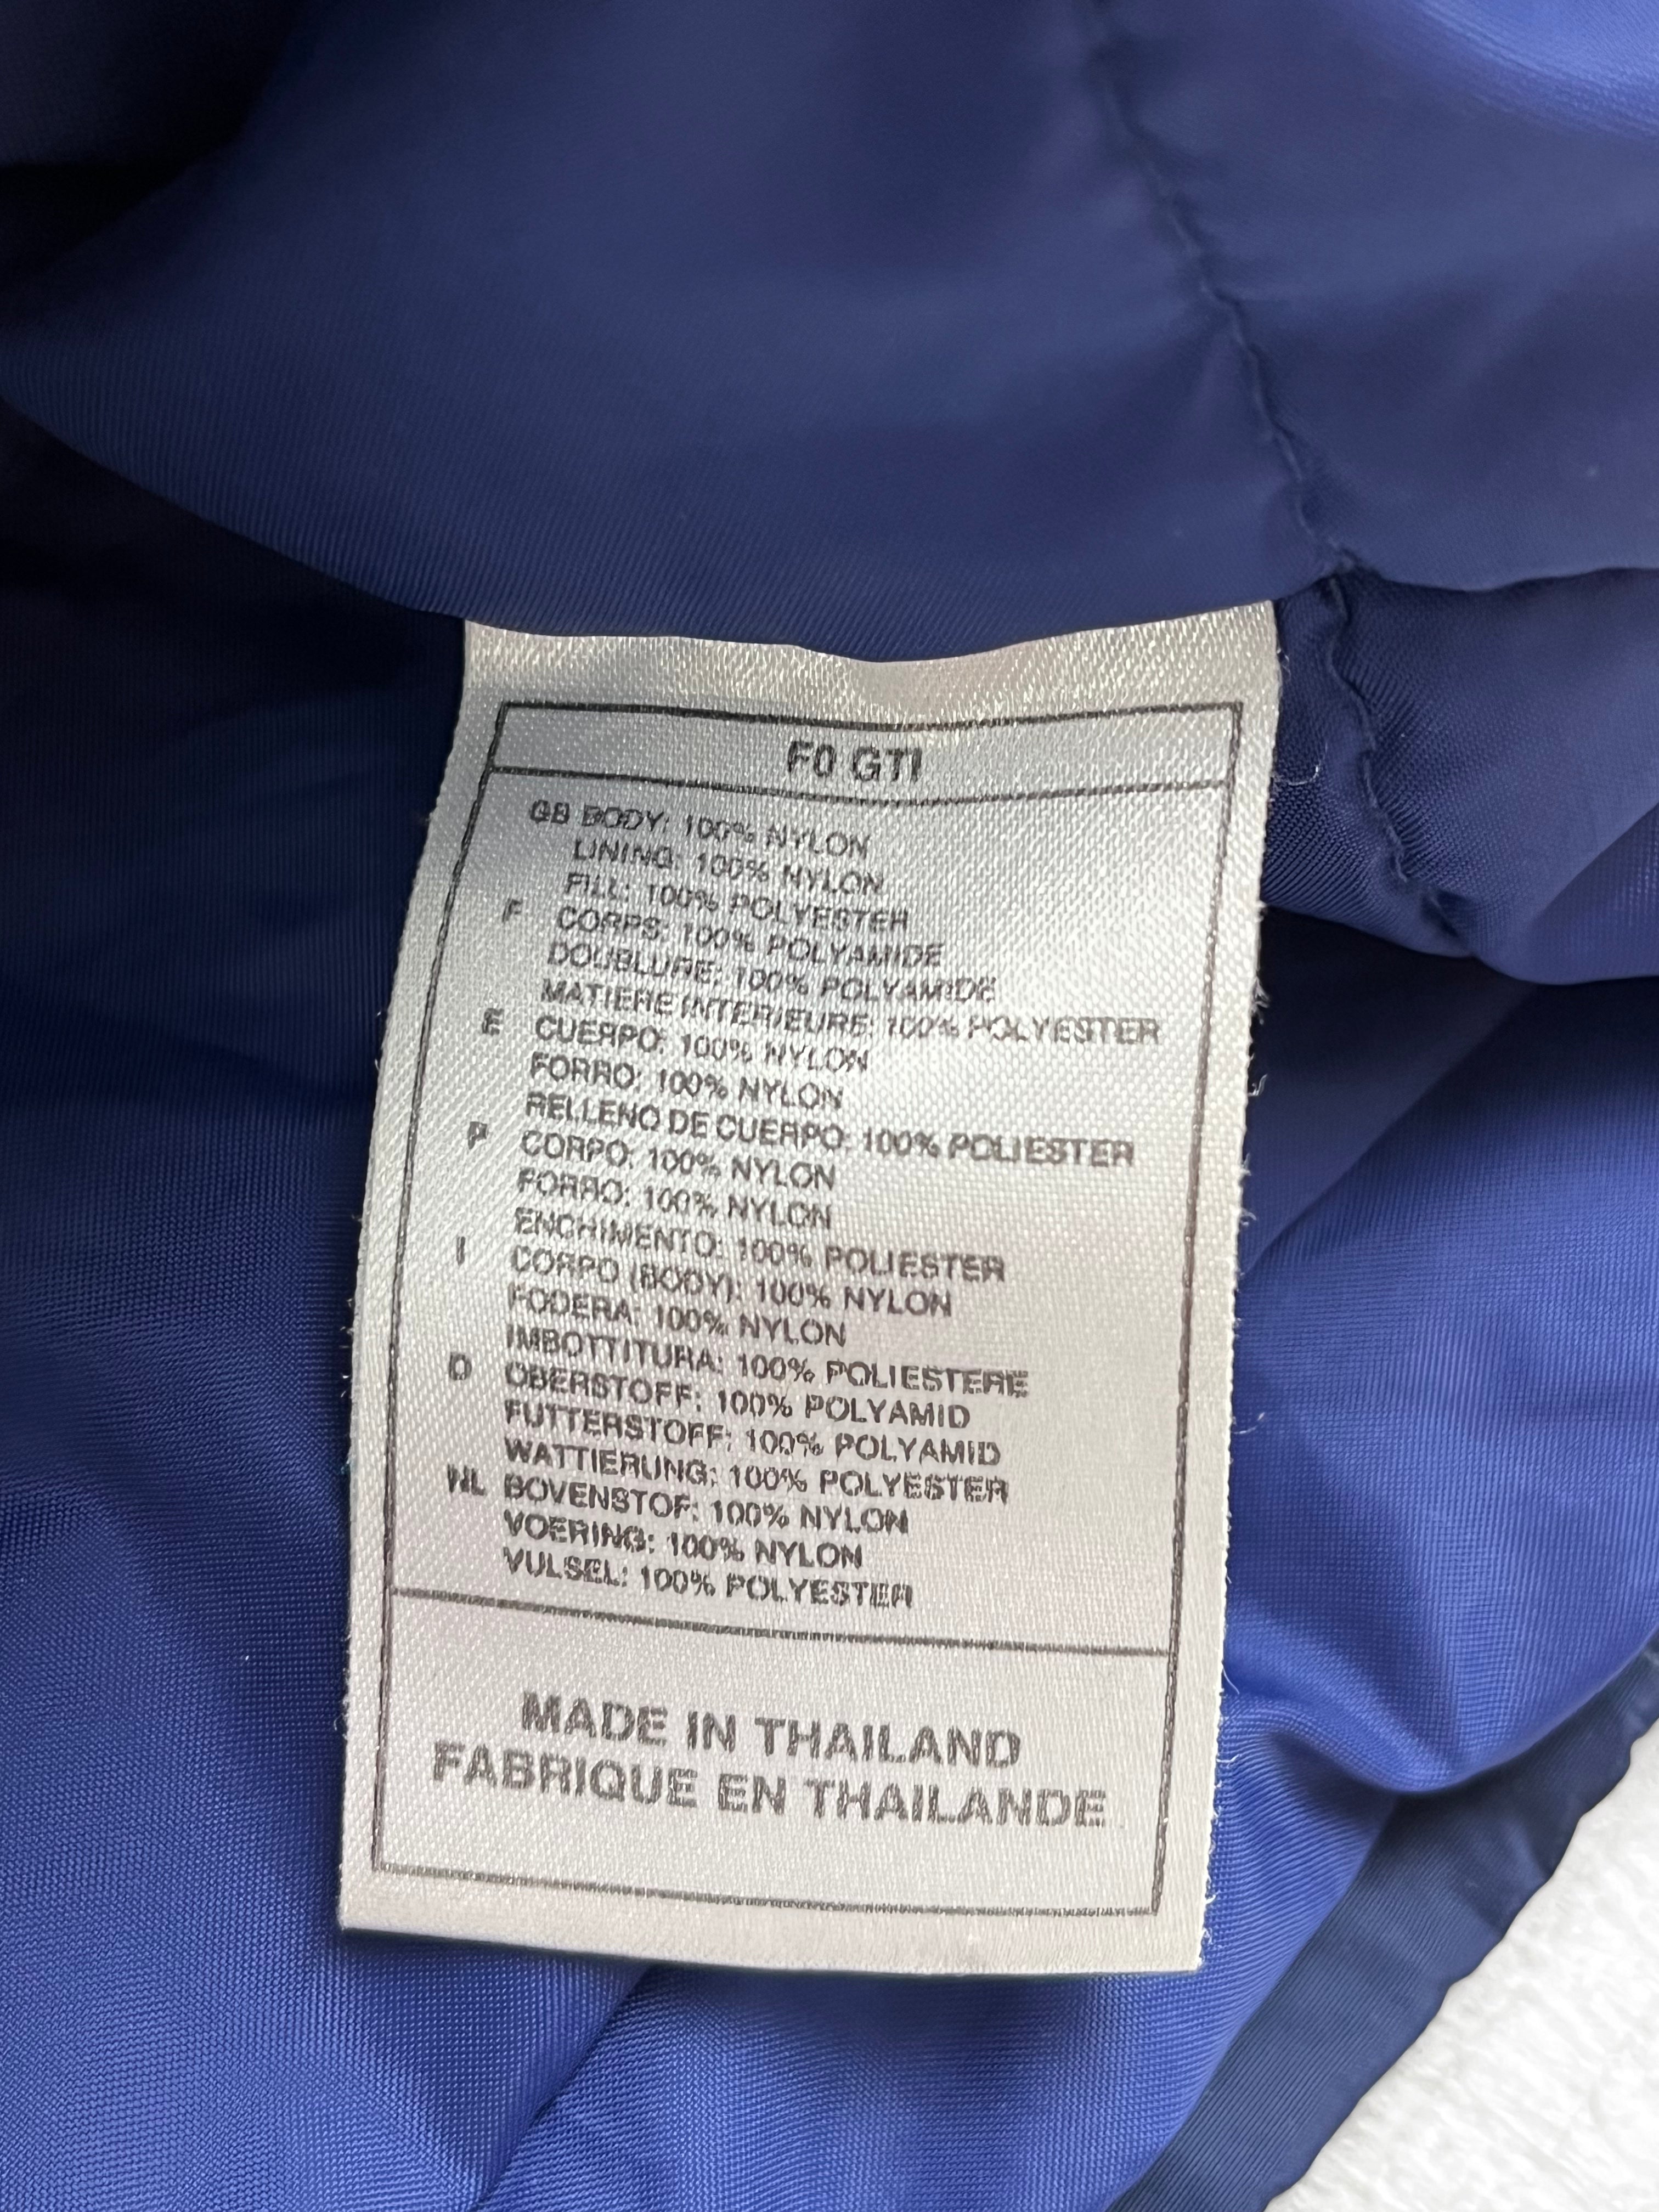 F0 GTI
GB BODY: 100% NYLON
LINING: 100% NYLON
FILL: 100% POLYESTER
F CORPS: 100% POLYAMIDE
DOUBLURE: 100% POLYAMIDE
MATIERE INTERIEURE: 100% POLYESTER
E CUERPO: 100% NYLON
FORRO: 100% NYLON
RELLENO DE CUERPO: 100% POLIESTER
P CORPO: 100% NYLON
FORRO: 100% NYLON
ENCHIMENTO: 100% POLIESTER
I CORPO (BODY): 100% NYLON
FODERA: 100% NYLON
IMBOTTITURA: 100% POLIESTERE
D OBERSTOFF: 100% POLYAMID
FUTTERSTOFF: 100% POLYAMID
WATTIERUNG: 100% POLYESTER
NL BOVENSTOF: 100% NYLON
VOERING: 100% NYLON
VULSEL: 100% POLYESTER
MADE IN THAILAND
FABRIQUE EN THAILANDE